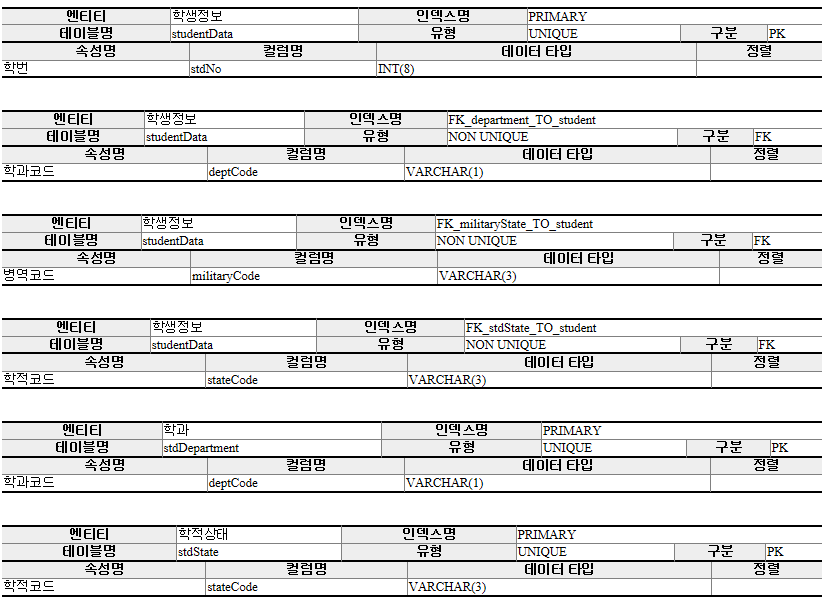 엔티티 학생정보 인덱스명 PRIMARY
테이블명 studentData 유형 UNIQUE 구분 PK
속성명 컬럼명 데이터 타입 정렬
학번 stdNo INT(8)
엔티티 학생정보 인덱스명 FK_department_TO_student
테이블명 studentData 유형 NON UNIQUE 구분 FK
속성명 컬럼명 데이터 타입 정렬
학과코드 deptCode VARCHAR(1)
엔티티 학생정보 인덱스명 FK_militaryState_TO_student
테이블명 studentData 유형 NON UNIQUE 구분 FK
속성명 컬럼명 데이터 타입 정렬
병역코드 militaryCode VARCHAR(3)
엔티티 학생정보 인덱스명 FK_stdState_TO_student
테이블명 studentData 유형 NON UNIQUE 구분 FK
속성명 컬럼명 데이터 타입 정렬
학적코드 stateCode VARCHAR(3)
엔티티 학과 인덱스명 PRIMARY
테이블명 stdDepartment 유형 UNIQUE 구분 PK
속성명 컬럼명 데이터 타입 정렬
학과코드 deptCode VARCHAR(1)
엔티티 학적상태 인덱스명 PRIMARY
테이블명 stdState 유형 UNIQUE 구분 PK
속성명 컬럼명 데이터 타입 정렬
학적코드 stateCode VARCHAR(3)